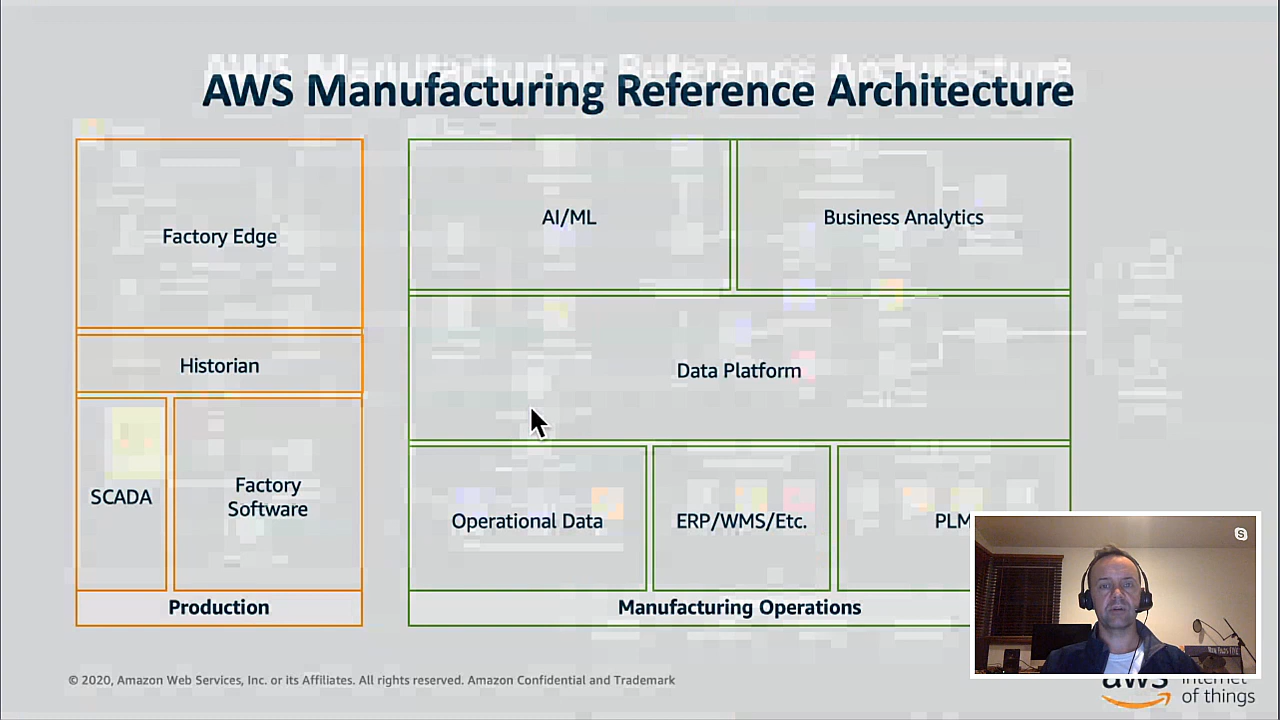 AWS Manufacturing Reference Architecture
Factory Edge
Historian
SCADA
Factory
Software
Production
AI/ML
Business Analytics
Data Platform
Operational Data
ERP/WMS/Etc.
PLM
Manufacturing Operations
© 2020, Amazon Web Services, Inc. or its Affiliates. All rights reserved. Amazon Confidential and Trademark
aws
internet
of things
S